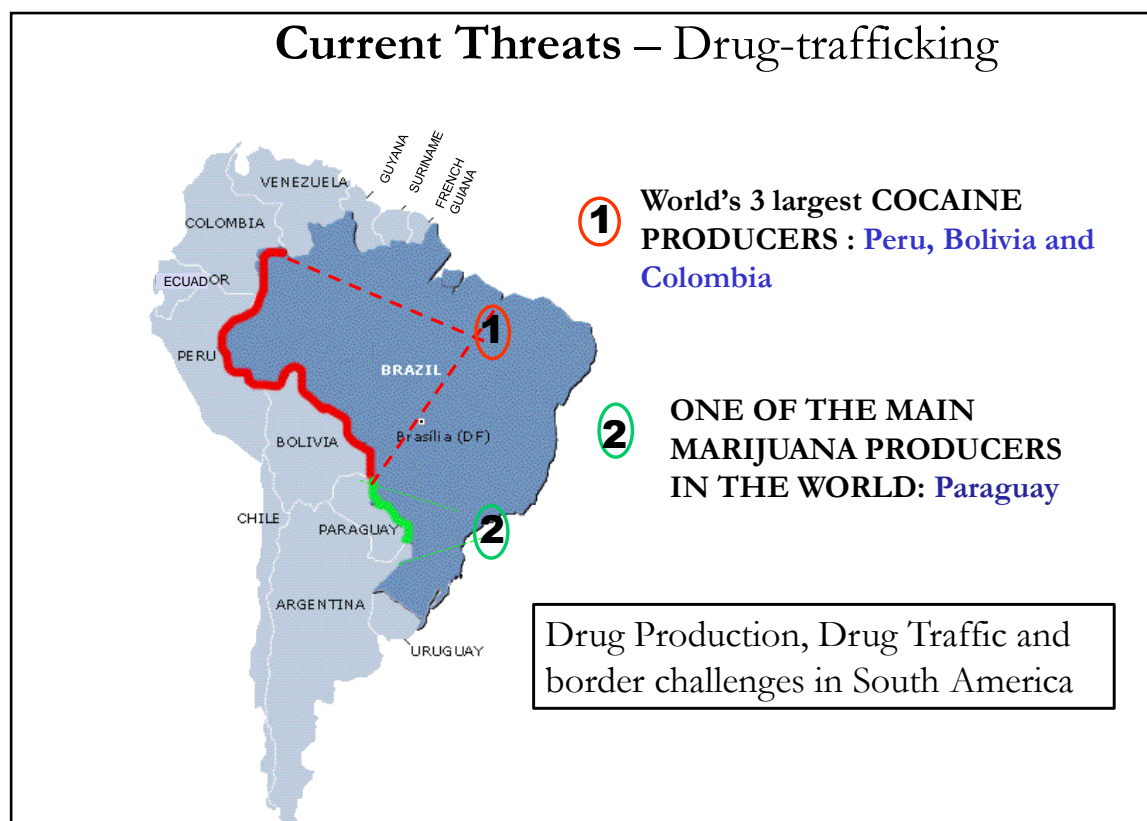 Current Threats – Drug-trafficking
GUYANA
SURINAME
FRENCH
GUIANA
VENEZUELA
COLOMBIA
ECUADOR
PERU
BRAZIL
1
Brasília (DF)
BOLIVIA
PARAGUAY
2
CHILE
ARGENTINA
URUGUAY
1
World's 3 largest COCAINE
PRODUCERS : Peru, Bolivia and
Colombia
2
ONE OF THE MAIN
MARIJUANA PRODUCERS
IN THE WORLD: Paraguay
Drug Production, Drug Traffic and
border challenges in South America